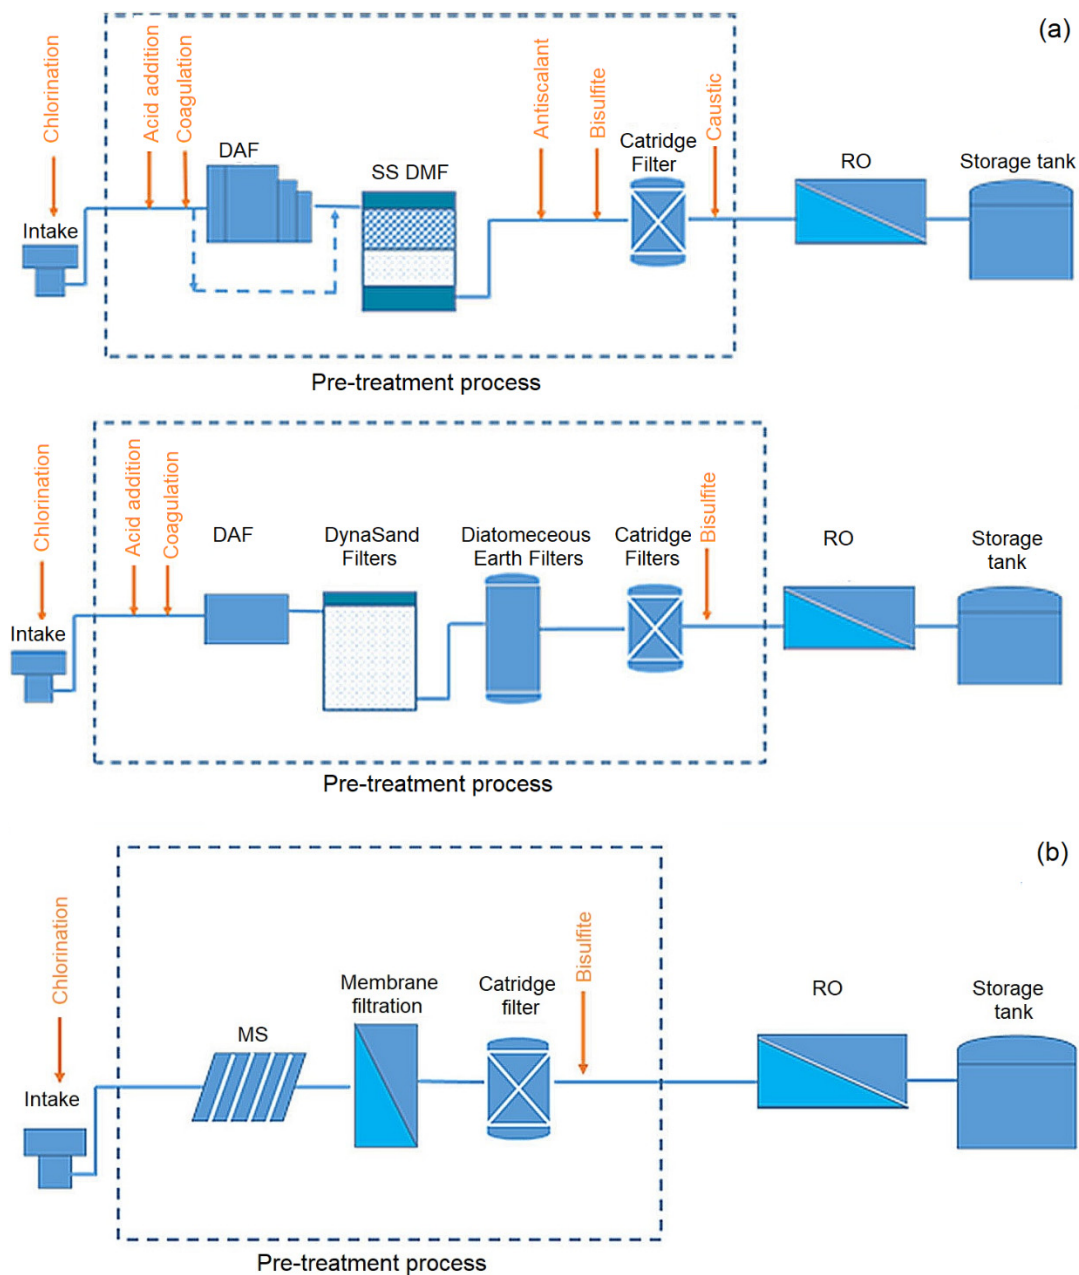 (a)
Chlorination
Acid addition
Coagulation
Antiscalant
Bisulfite
Caustic
DAF
SS DMF
Catridge
Filter
RO
Storage tank
Intake
Pre-treatment process
Chlorination
Acid addition
Coagulation
Bisulfite
DAF
DynaSand
Filters
Diatomeceous
Earth Filters
Catridge
Filters
RO
Storage
tank
Intake
Pre-treatment process
(b)
Chlorination
Bisulfite
MS
Membrane
filtration
Catridge
filter
RO
Storage
tank
Intake
Pre-treatment process